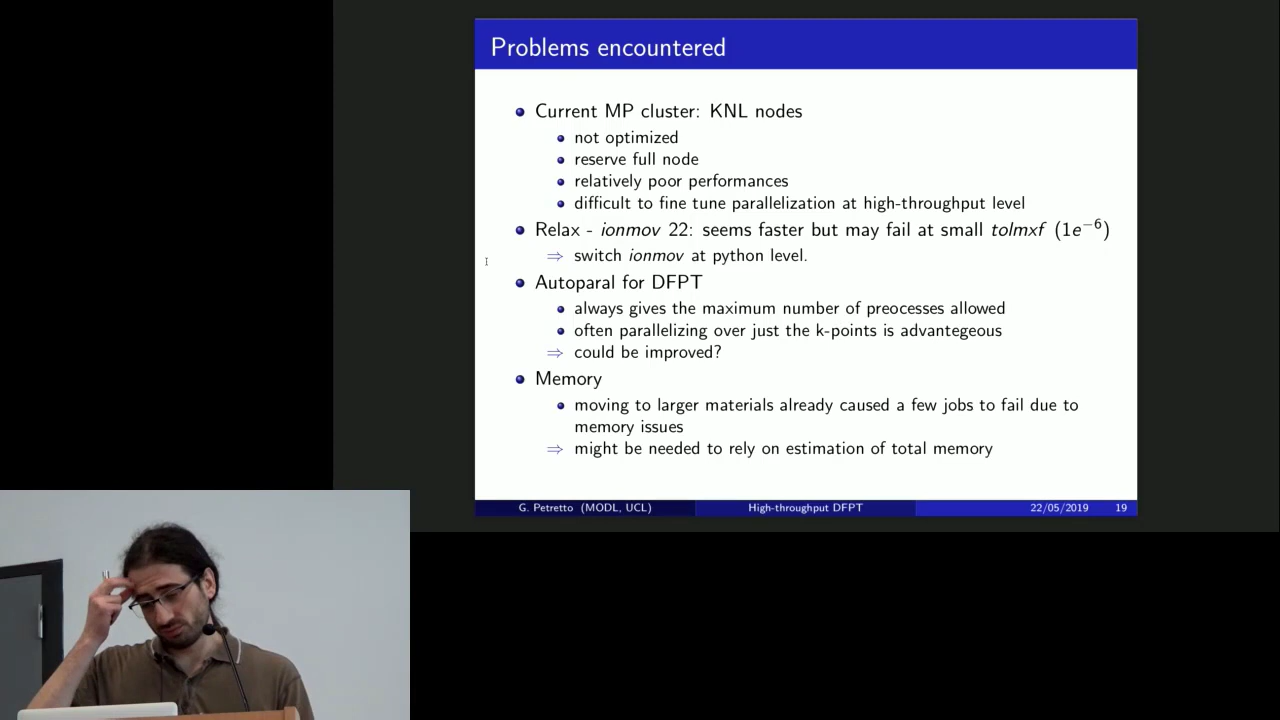 Problems encountered
Current MP cluster: KNL nodes
not optimized
reserve full node
relatively poor performances
difficult to fine tune parallelization at high-throughput level
Relax - ionmov 22: seems faster but may fail at small tolmxf (1e⁻⁶)
⇒ switch ionmov at python level.
Autoparal for DFPT
always gives the maximum number of preocesses allowed
often parallelizing over just the k-points is advantegeous
⇒ could be improved?
Memory
moving to larger materials already caused a few jobs to fail due to
memory issues
⇒ might be needed to rely on estimation of total memory
G. Petretto (MODL, UCL) High-throughput DFPT 22/05/2019 19